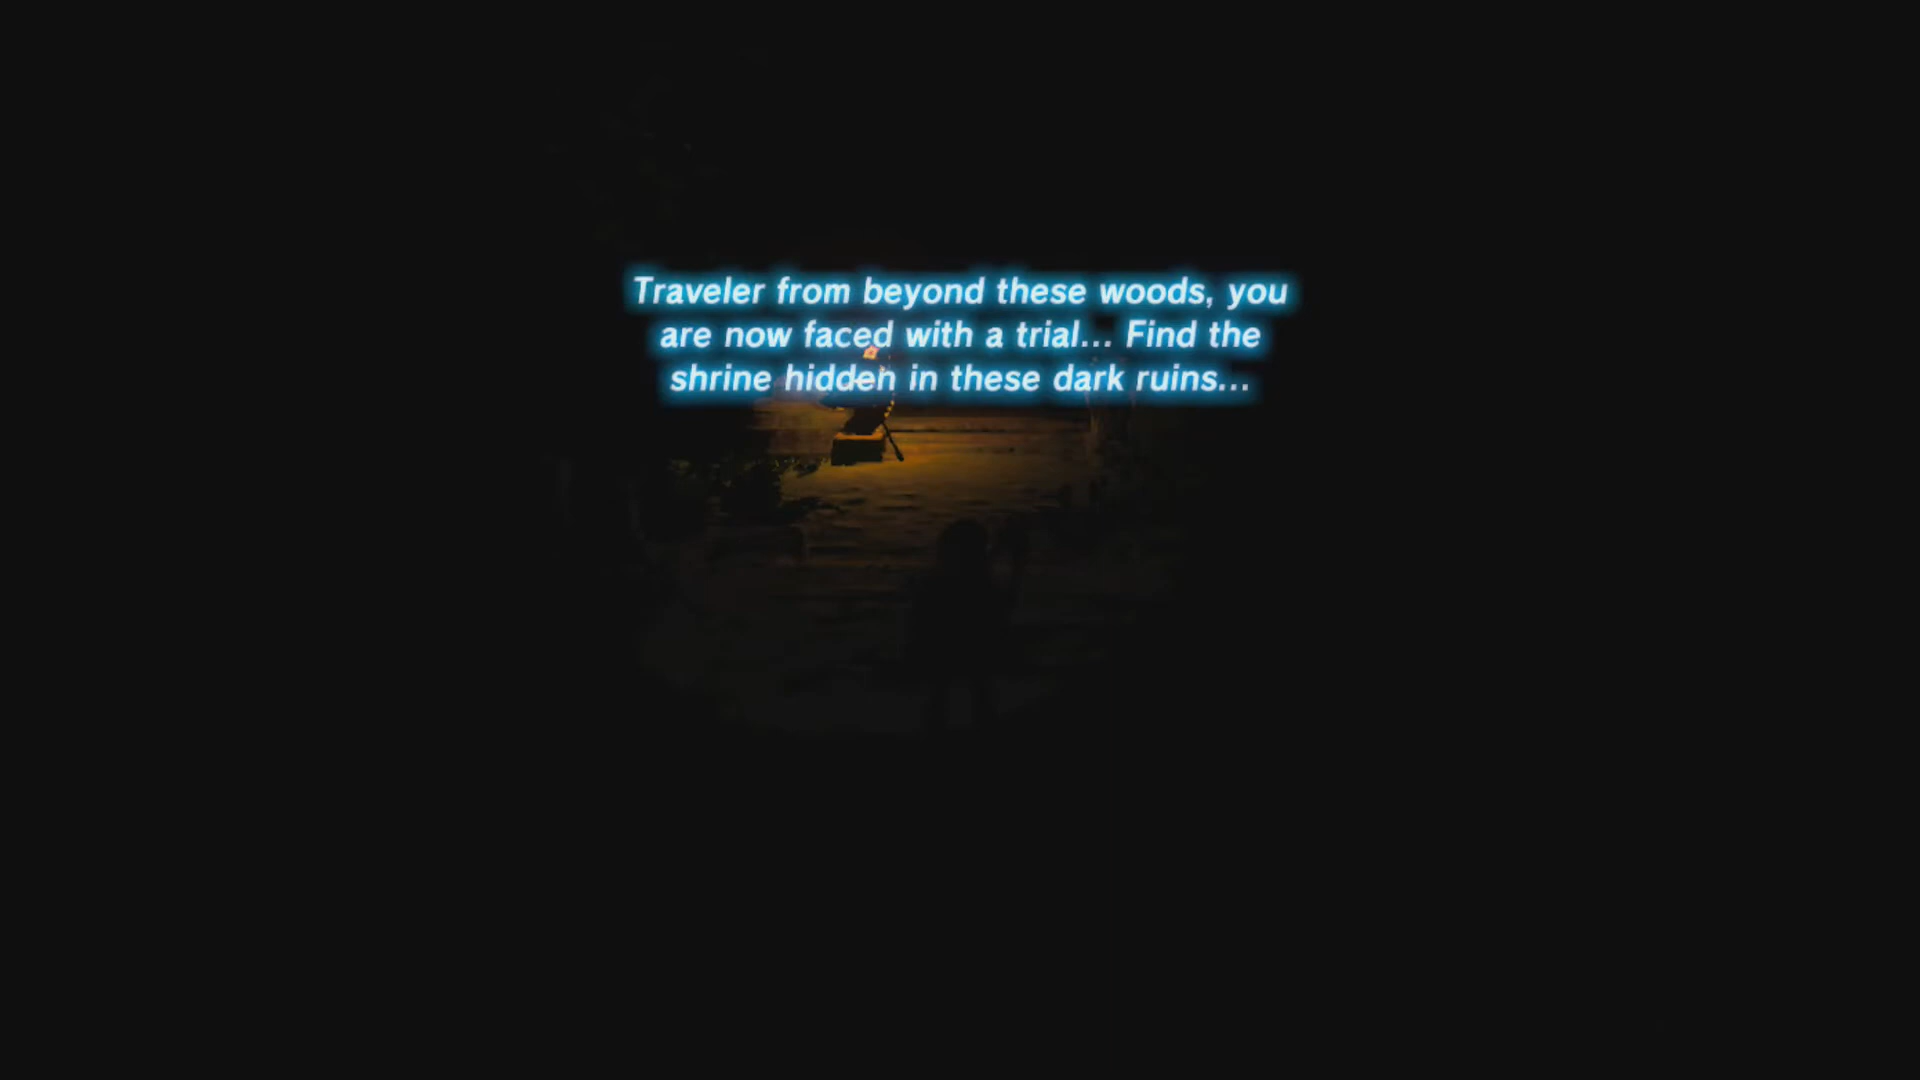 Traveler from beyond these woods, you
are now faced with a trial... Find the
shrine hidden in these dark ruins...